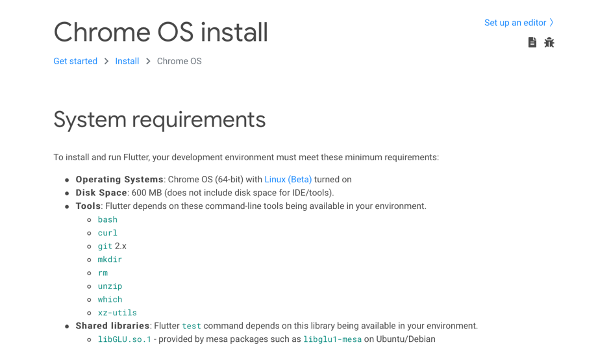 Chrome OS install
Set up an editor
Get started Install Chrome OS
System requirements
To install and run Flutter, your development environment must meet these minimum requirements:
Operating Systems: Chrome OS (64-bit) with Linux (Beta) turned on
Disk Space: 600 MB (does not include disk space for IDE/tools).
Tools: Flutter depends on these command-line tools being available in your environment.
bash
curl
git 2.x
mkdir
rm
unzip
which
xz-utils
Shared libraries: Flutter test command depends on this library being available in your environment.
libGLU.so.1 - provided by mesa packages such as libglu1-mesa on Ubuntu/Debian